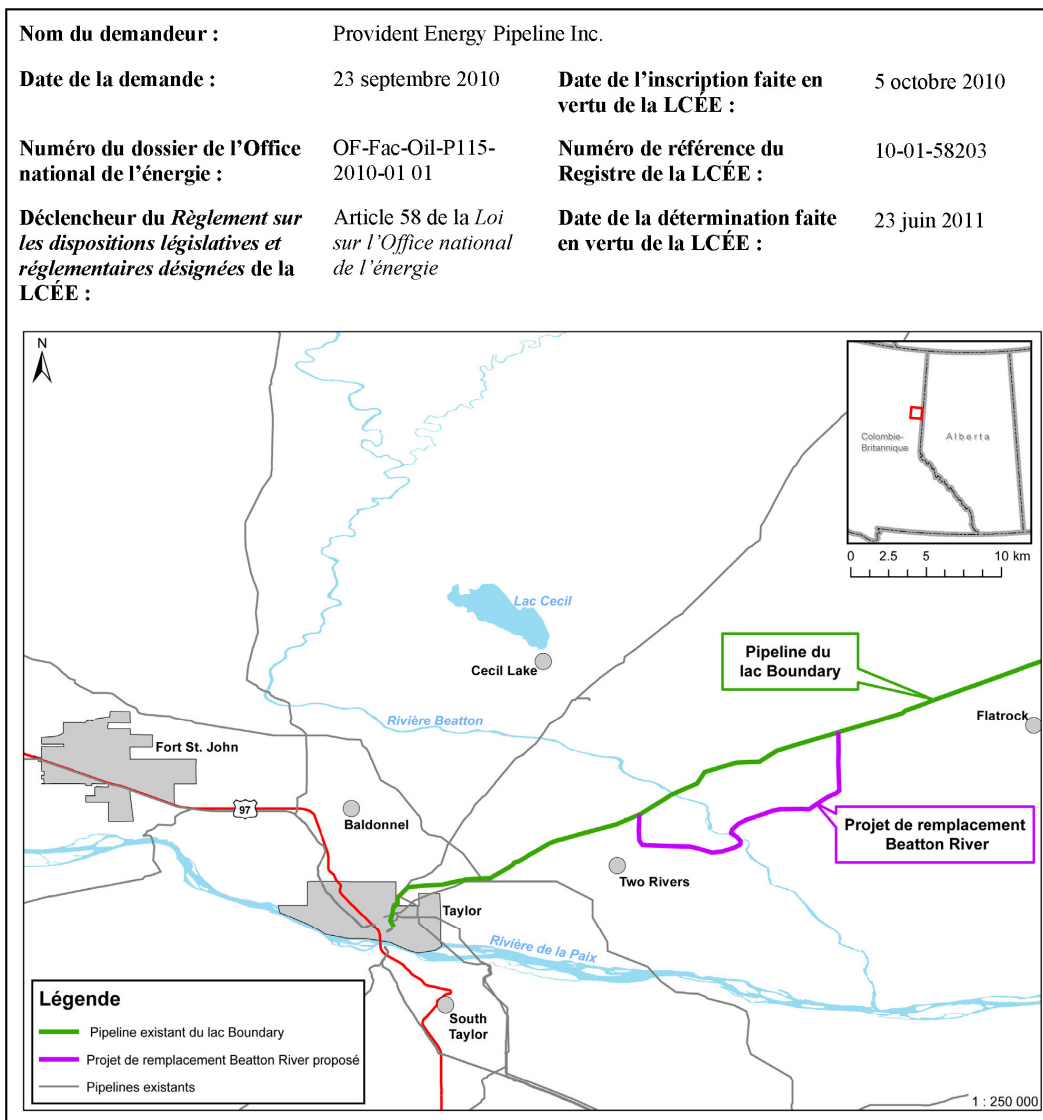 Nom du demandeur :
Provident Energy Pipeline Inc.
Date de la demande :
23 septembre 2010
Date de l’inscription faite en
vertu de la LCÉE :
5 octobre 2010
Numéro du dossier de l’Office
national de l’énergie :
OF-Fac-Oil-P115-
2010-01 01
Numéro de référence du
Registre de la LCÉE :
10-01-58203
Déclencheur du Règlement sur
les dispositions législatives et
réglementaires désignées de la
LCÉE :
Article 58 de la Loi
sur l’Office national
de l’énergie
Date de la détermination faite
en vertu de la LCÉE :
23 juin 2011
N
Colombie-
Britannique
Alberta
0 2.5 5 10 km
Lac Cecil
Cecil Lake
Pipeline du
lac Boundary
Flatrock
Rivière Beatton
Fort St. John
97
Baldonnel
Projet de remplacement
Beatton River
Two Rivers
Taylor
Rivière de la Paix
South
Taylor
Légende
Pipeline existant du lac Boundary
Projet de remplacement Beatton River proposé
Pipelines existants
1 : 250 000